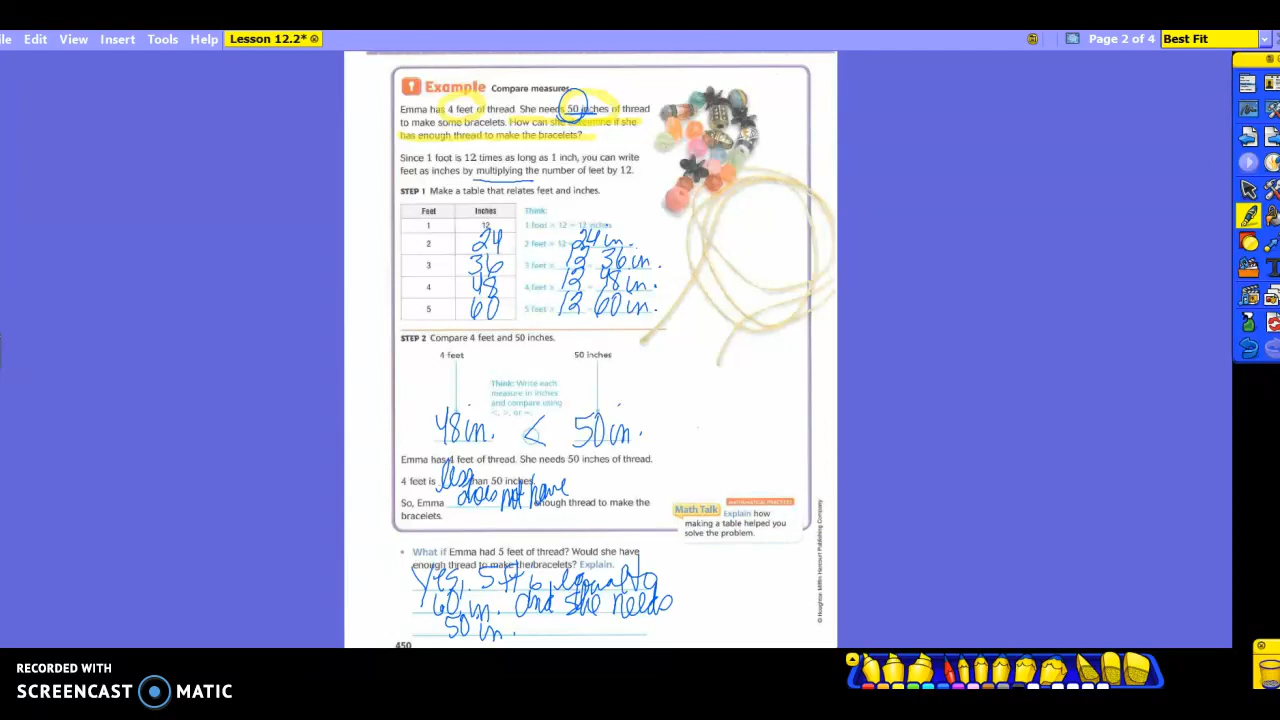 Edit View Insert Tools Help Lesson 12.2* Page 2 of 4 Best Fit
Example Compare measures.
Emma has 4 feet of thread. She needs 50 inches of thread
to make some bracelets. How can she determine if she
has enough thread to make the bracelets?
Since 1 foot is 12 times as long as 1 inch, you can write
feet as inches by multiplying the number of feet by 12.
STEP 1 Make a table that relates feet and inches.
Feet Inches Think:
1 12 1 foot × 12 = 12 inches
2 24 2 feet × 12 = 24 in.
3 36 3 feet × 12 = 36 in.
4 48 4 feet × 12 = 48 in.
5 60 5 feet × 12 = 60 in.
STEP 2 Compare 4 feet and 50 inches.
4 feet 50 inches
Think: Write each
measure in inches
and compare using
<, >, or =.
48 in. < 50 in.
Emma has 4 feet of thread. She needs 50 inches of thread.
4 feet is less than 50 inches.
So, Emma does not have enough thread to make the
bracelets.
MATHEMATICAL PRACTICES
Math Talk Explain how
making a table helped you
solve the problem.
• What if Emma had 5 feet of thread? Would she have
enough thread to make the bracelets? Explain.
Yes, 5 ft is equal to
60 in. and she needs
50 in.
450
© Houghton Mifflin Harcourt Publishing Company
RECORDED WITH
SCREENCAST MATIC